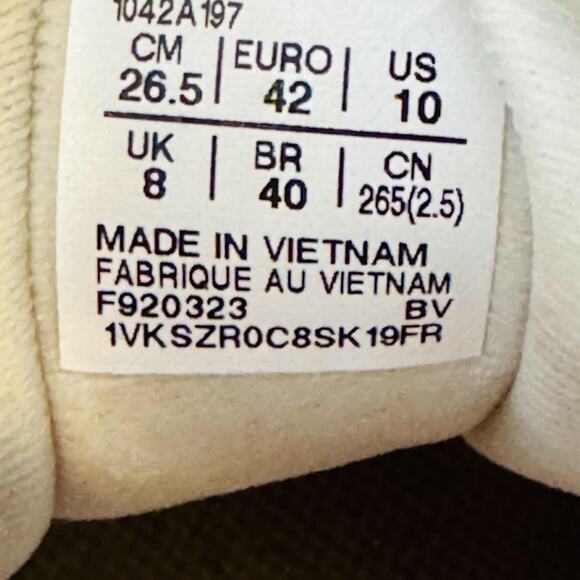 1042A197
CM | EURO | US
26.5 | 42 | 10
UK | BR | CN
8 | 40 | 265(2.5)
MADE IN VIETNAM
FABRIQUE AU VIETNAM
F920323 BV
1VKSZR0C8SK19FR